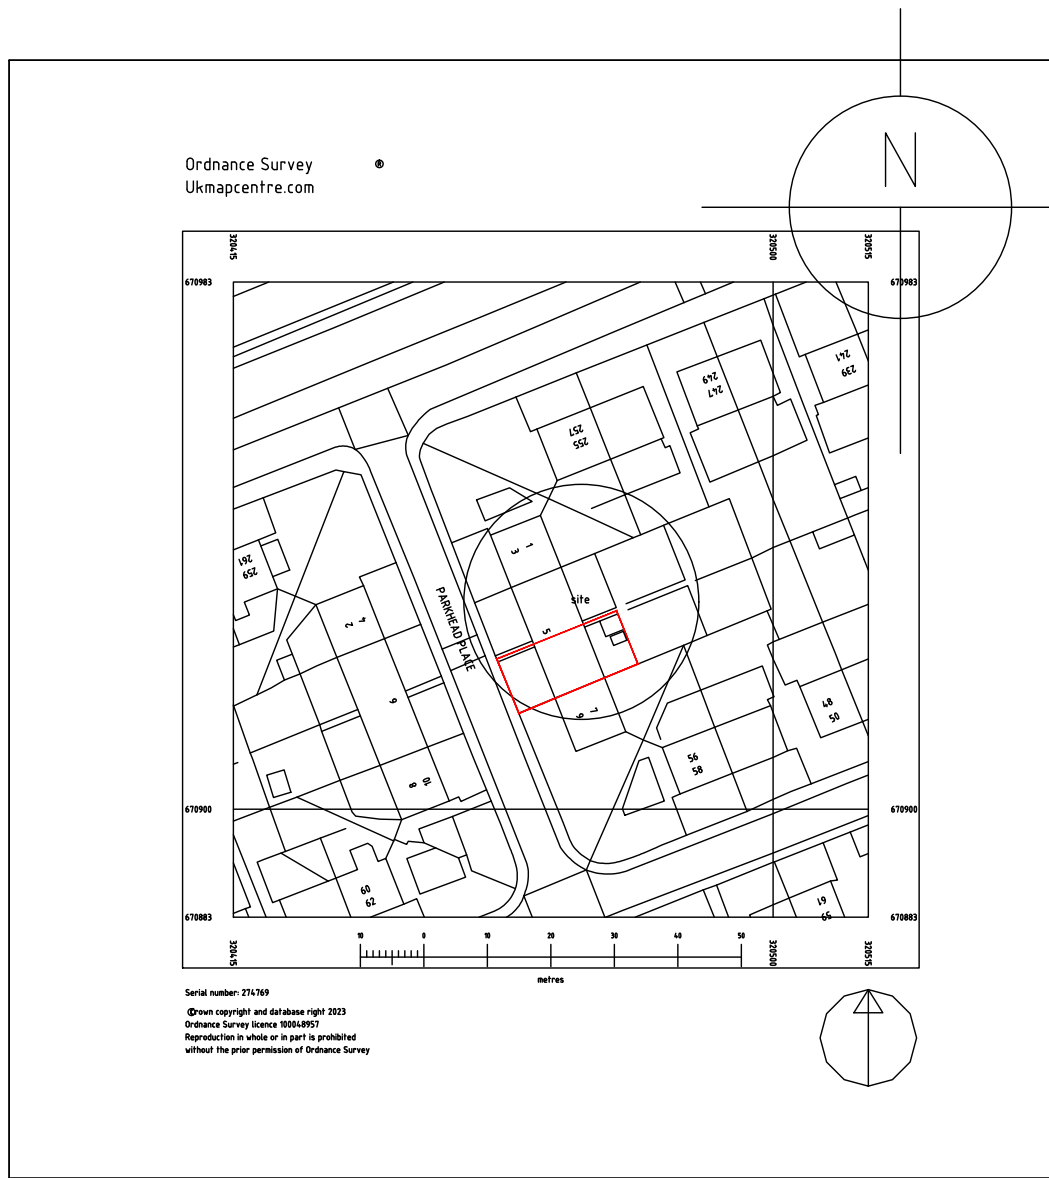 N
Ordnance Survey ®
Ukmapcentre.com
320415 320500 320515
670983 670983
241
239
249
247
257
255
261
259
1
3
4
2
site
PARKHEAD PLACE
5
6
7
9
48
50
56
58
10
8
670900 670900
60
62
61
59
670883 670883
10 0 10 20 30 40 50
320415 320500 320515
metres
Serial number: 274769
©rown copyright and database right 2023
Ordnance Survey licence 100048957
Reproduction in whole or in part is prohibited
without the prior permission of Ordnance Survey